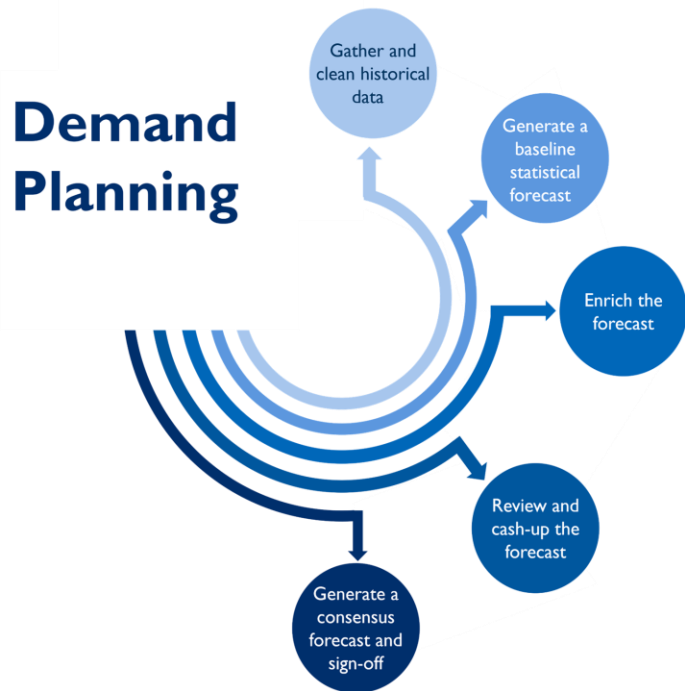 Demand
Planning
Gather and
clean historical
data
Generate a
baseline
statistical
forecast
Enrich the
forecast
Review and
cash-up the
forecast
Generate a
consensus
forecast and
sign-off